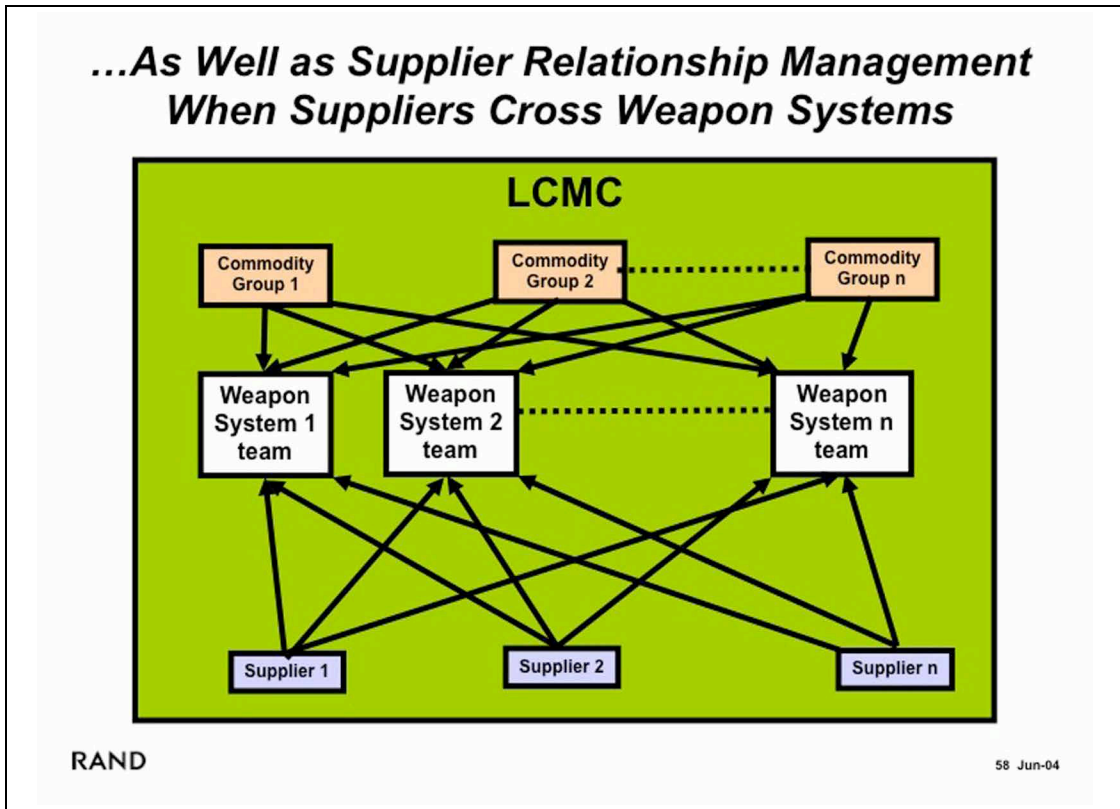 ...As Well as Supplier Relationship Management
When Suppliers Cross Weapon Systems
LCMC
Commodity
Group 1
Commodity
Group 2
Commodity
Group n
Weapon
System 1
team
Weapon
System 2
team
Weapon
System n
team
Supplier 1
Supplier 2
Supplier n
RAND
58 Jun-04